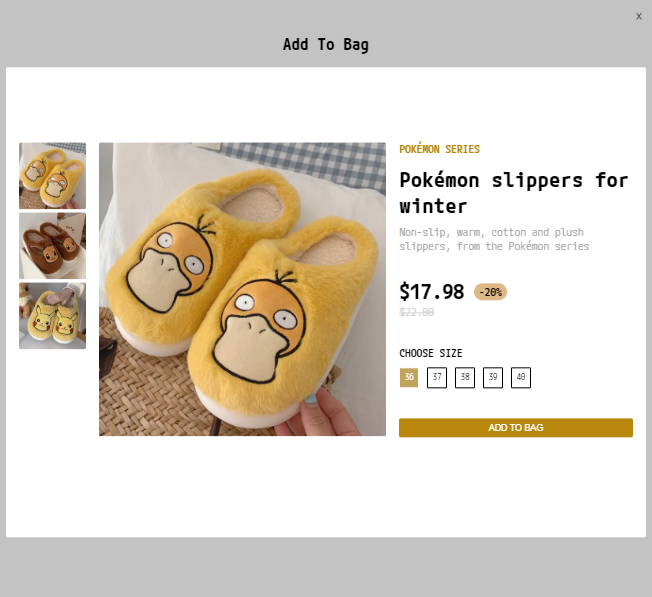 x
Add To Bag
POKÉMON SERIES
Pokémon slippers for
winter
Non-slip, warm, cotton and plush
slippers, from the Pokémon series
$17.98 -20%
$22.00
CHOOSE SIZE
36 37 38 39 40
ADD TO BAG